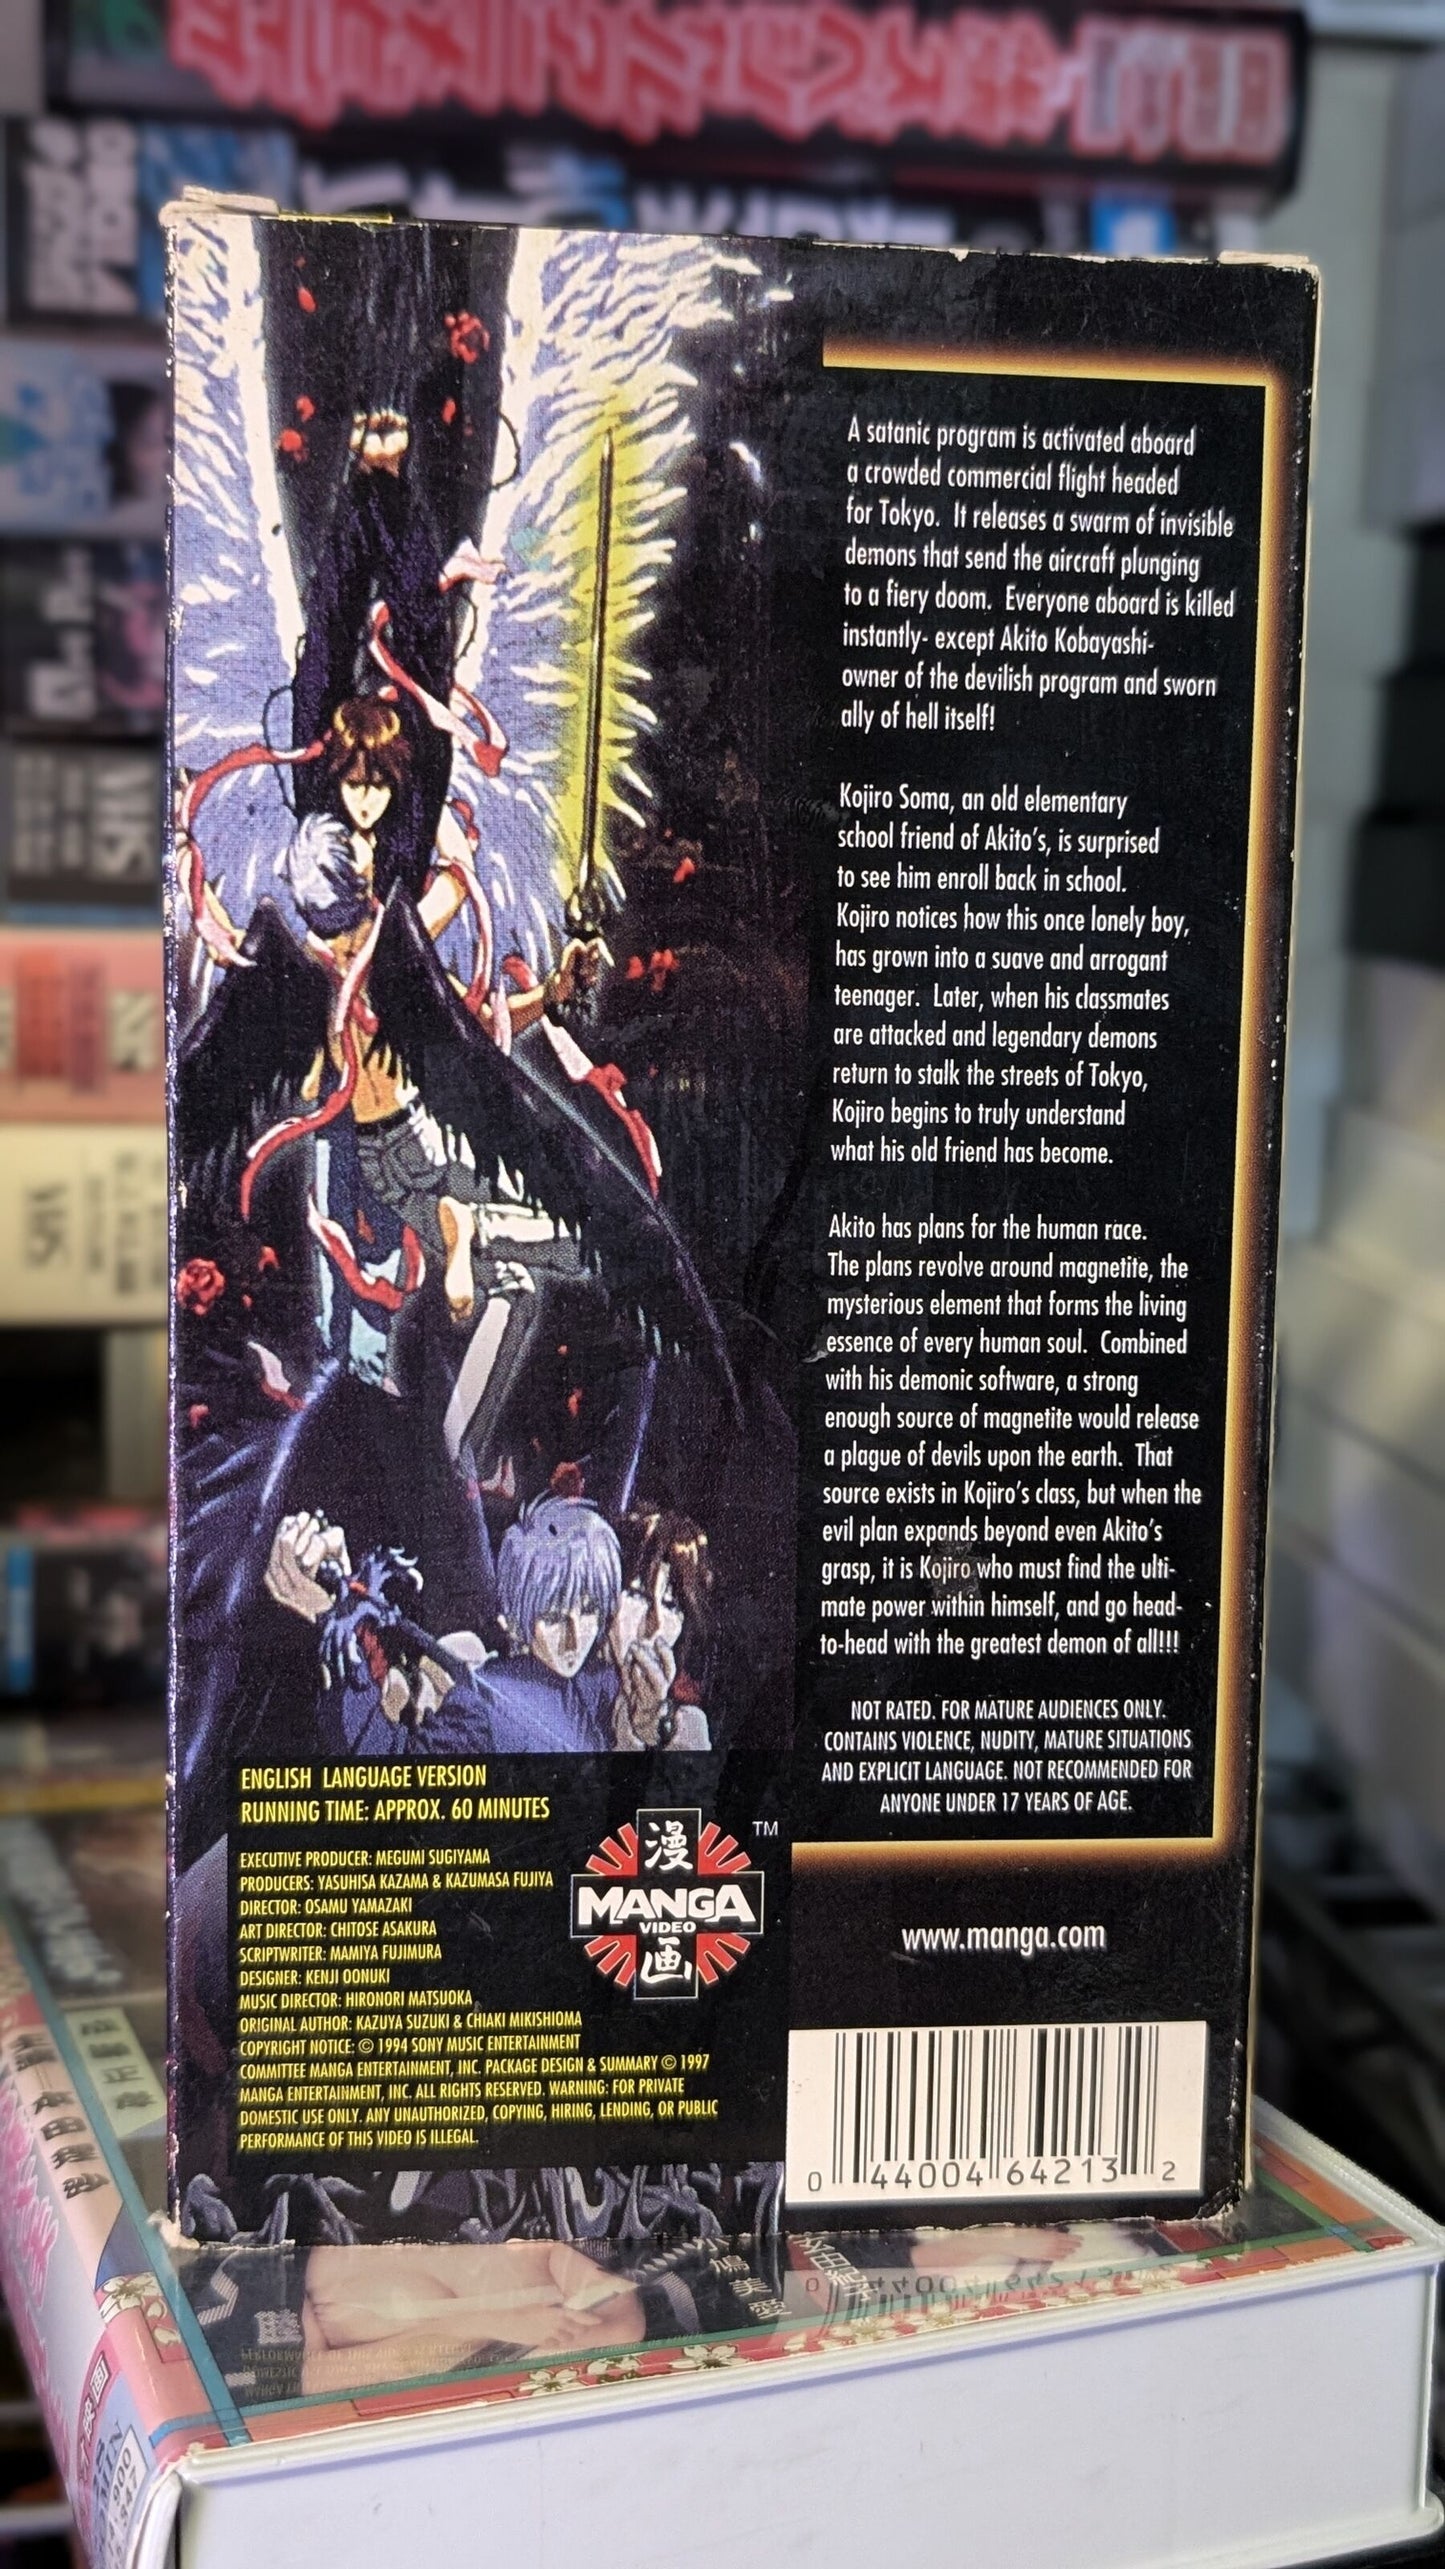 A satanic program is activated aboard
a crowded commercial flight headed
for Tokyo. It releases a swarm of invisible
demons that send the aircraft plunging
to a fiery doom. Everyone aboard is killed
instantly- except Akito Kobayashi-
owner of the devilish program and sworn
ally of hell itself!
Kojiro Soma, an old elementary
school friend of Akito's, is surprised
to see him enroll back in school.
Kojiro notices how this once lonely boy,
has grown into a suave and arrogant
teenager. Later, when his classmates
are attacked and legendary demons
return to stalk the streets of Tokyo,
Kojiro begins to truly understand
what his old friend has become.
Akito has plans for the human race.
The plans revolve around magnetite, the
mysterious element that forms the living
essence of every human soul. Combined
with his demonic software, a strong
enough source of magnetite would release
a plague of devils upon the earth. That
source exists in Kojiro's class, but when the
evil plan expands beyond even Akito's
grasp, it is Kojiro who must find the ulti-
mate power within himself, and go head-
to-head with the greatest demon of all!!!
NOT RATED. FOR MATURE AUDIENCES ONLY.
CONTAINS VIOLENCE, NUDITY, MATURE SITUATIONS
AND EXPLICIT LANGUAGE. NOT RECOMMENDED FOR
ANYONE UNDER 17 YEARS OF AGE.
ENGLISH LANGUAGE VERSION
RUNNING TIME: APPROX. 60 MINUTES
EXECUTIVE PRODUCER: MEGUMI SUGIYAMA
PRODUCERS: YASUHISA KAZAMA & KAZUMASA FUJIYA
DIRECTOR: OSAMU YAMAZAKI
ART DIRECTOR: CHITOSE ASAKURA
SCRIPTWRITER: MAMIYA FUJIMURA
DESIGNER: KENJI OONUKI
MUSIC DIRECTOR: HIRONORI MATSUOKA
ORIGINAL AUTHOR: KAZUYA SUZUKI & CHIAKI MIKISHIOMA
COPYRIGHT NOTICE: © 1994 SONY MUSIC ENTERTAINMENT
COMMITTEE MANGA ENTERTAINMENT, INC. PACKAGE DESIGN & SUMMARY © 1997
MANGA ENTERTAINMENT, INC. ALL RIGHTS RESERVED. WARNING: FOR PRIVATE
DOMESTIC USE ONLY. ANY UNAUTHORIZED, COPYING, HIRING, LENDING, OR PUBLIC
PERFORMANCE OF THIS VIDEO IS ILLEGAL.
漫 TM
MANGA
VIDEO
画
www.manga.com
0 44004 64213 2
小鳩美愛